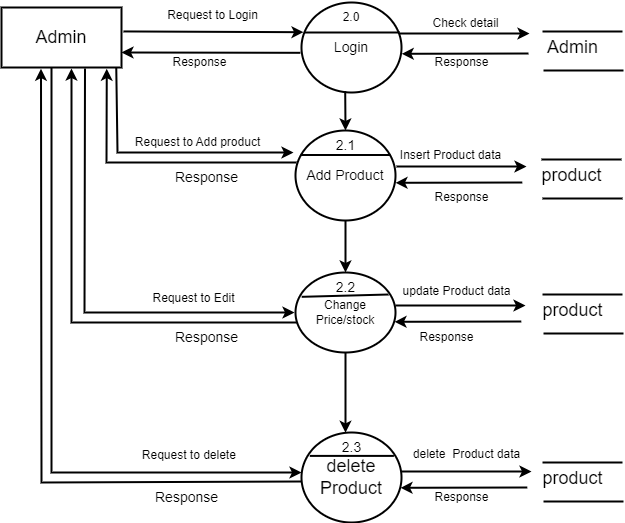 Request to Login
2.0
Check detail
Admin
Login
Admin
Response
Response
Request to Add product
2.1
Insert Product data
Response
Add Product
product
Response
Request to Edit
2.2
update Product data
Change
Price/stock
product
Response
Response
Request to delete
2.3
delete Product data
delete
Product
product
Response
Response